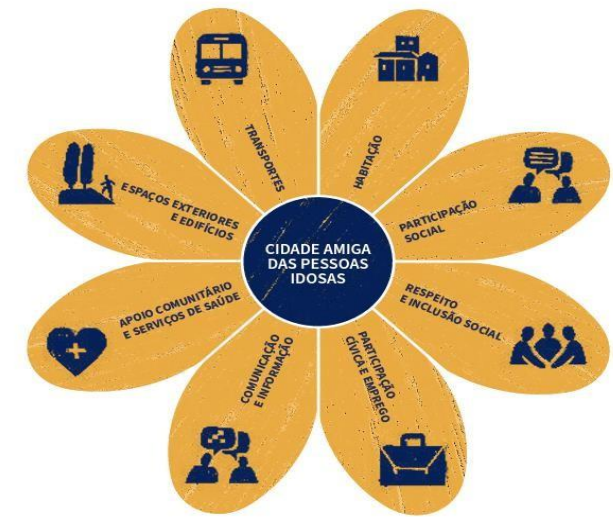 CIDADE AMIGA
DAS PESSOAS
IDOSAS
TRANSPORTES
HABITAÇÃO
PARTICIPAÇÃO
SOCIAL
RESPEITO
E INCLUSÃO SOCIAL
PARTICIPAÇÃO
CÍVICA E EMPREGO
COMUNICAÇÃO
E INFORMAÇÃO
APOIO COMUNITÁRIO
E SERVIÇOS DE SAÚDE
ESPAÇOS EXTERIORES
E EDIFÍCIOS